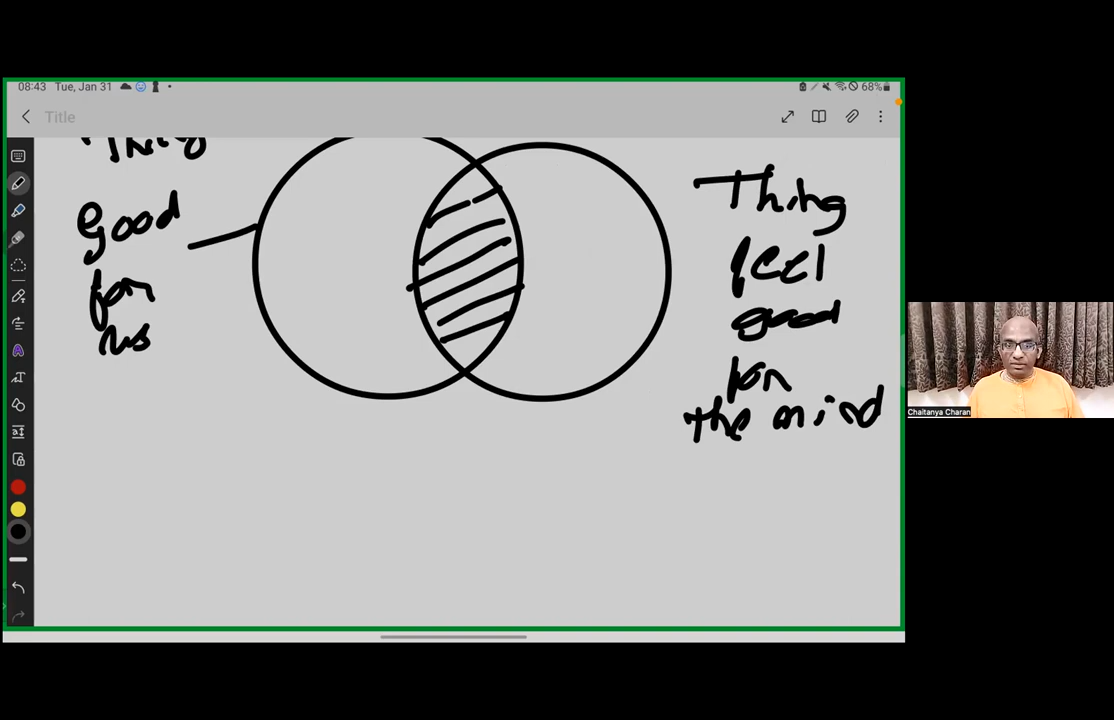 08:43 Tue, Jan 31
68%
Title
Thing
Good
for
us
Thing
feel
good
for
the mind
Chaitanya Charan